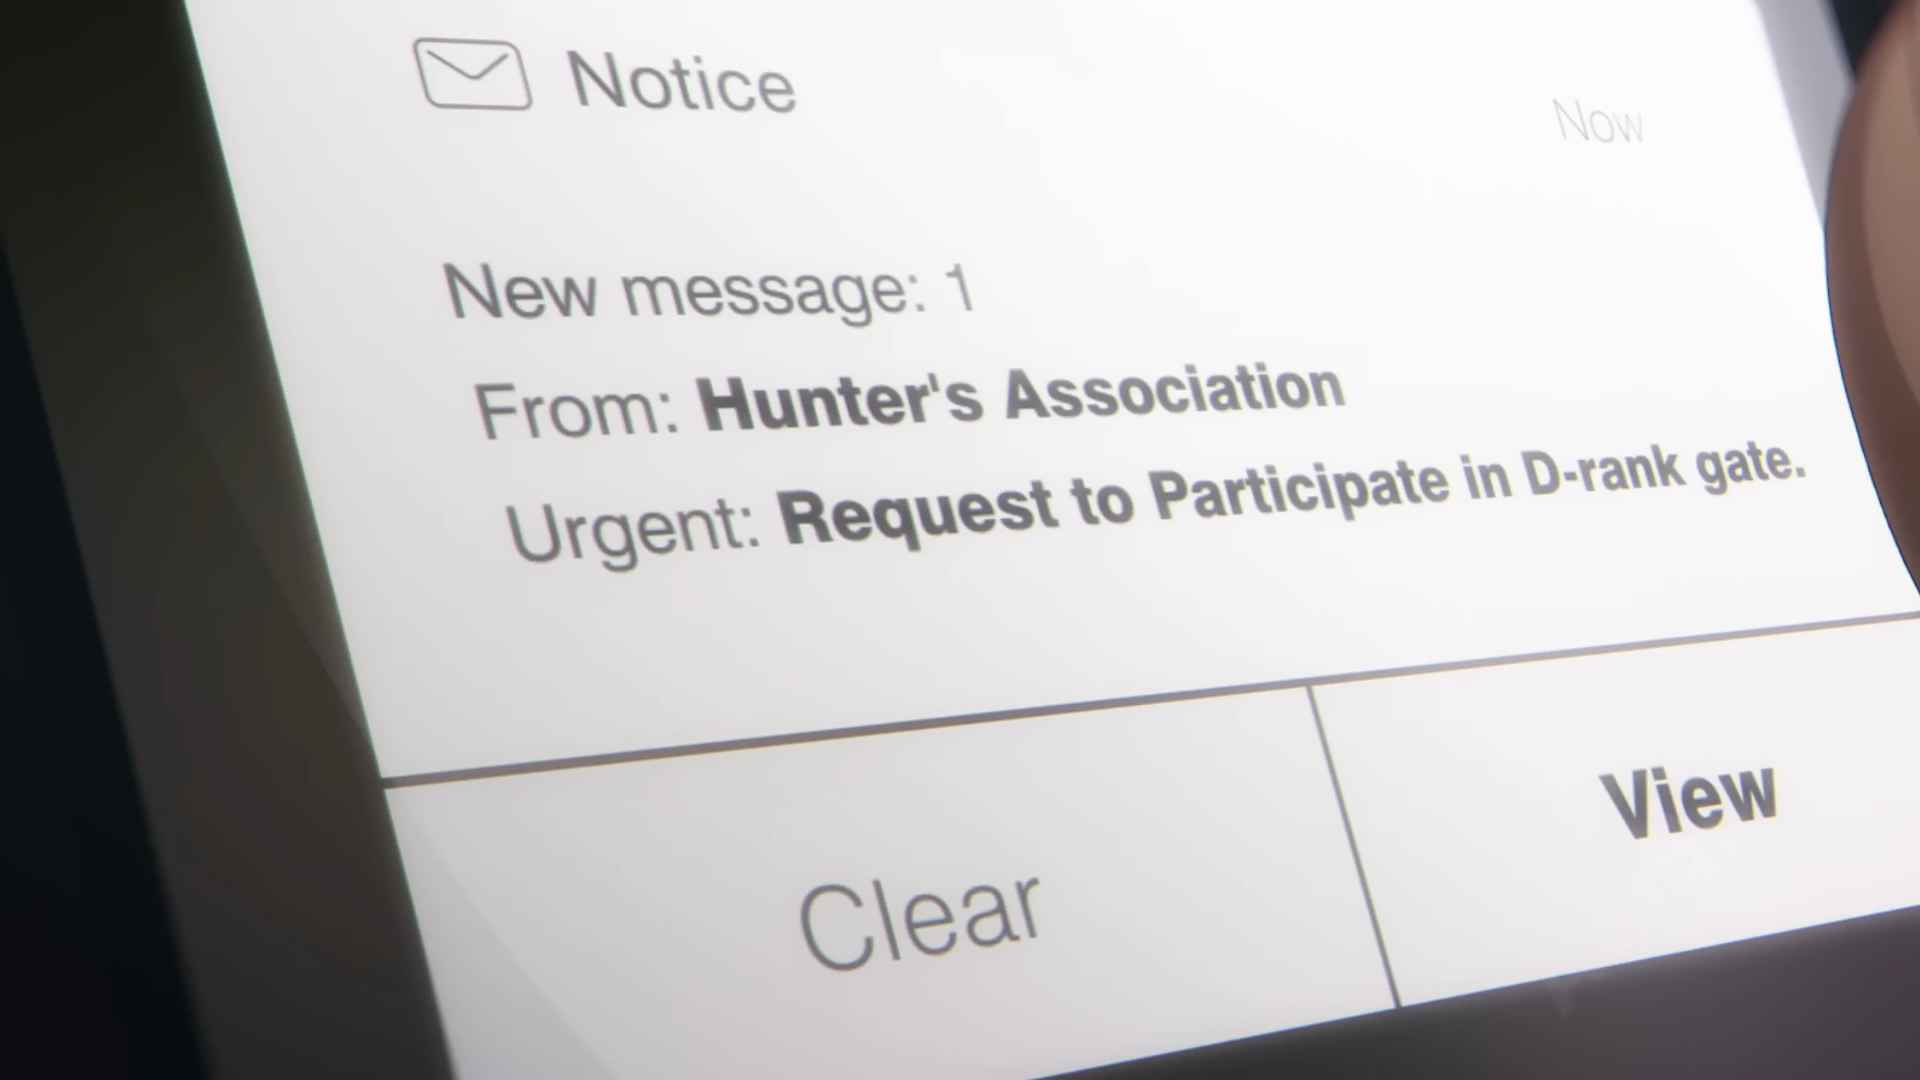 Notice
Now
New message: 1
From: Hunter's Association
Urgent: Request to Participate in D-rank gate.
Clear
View